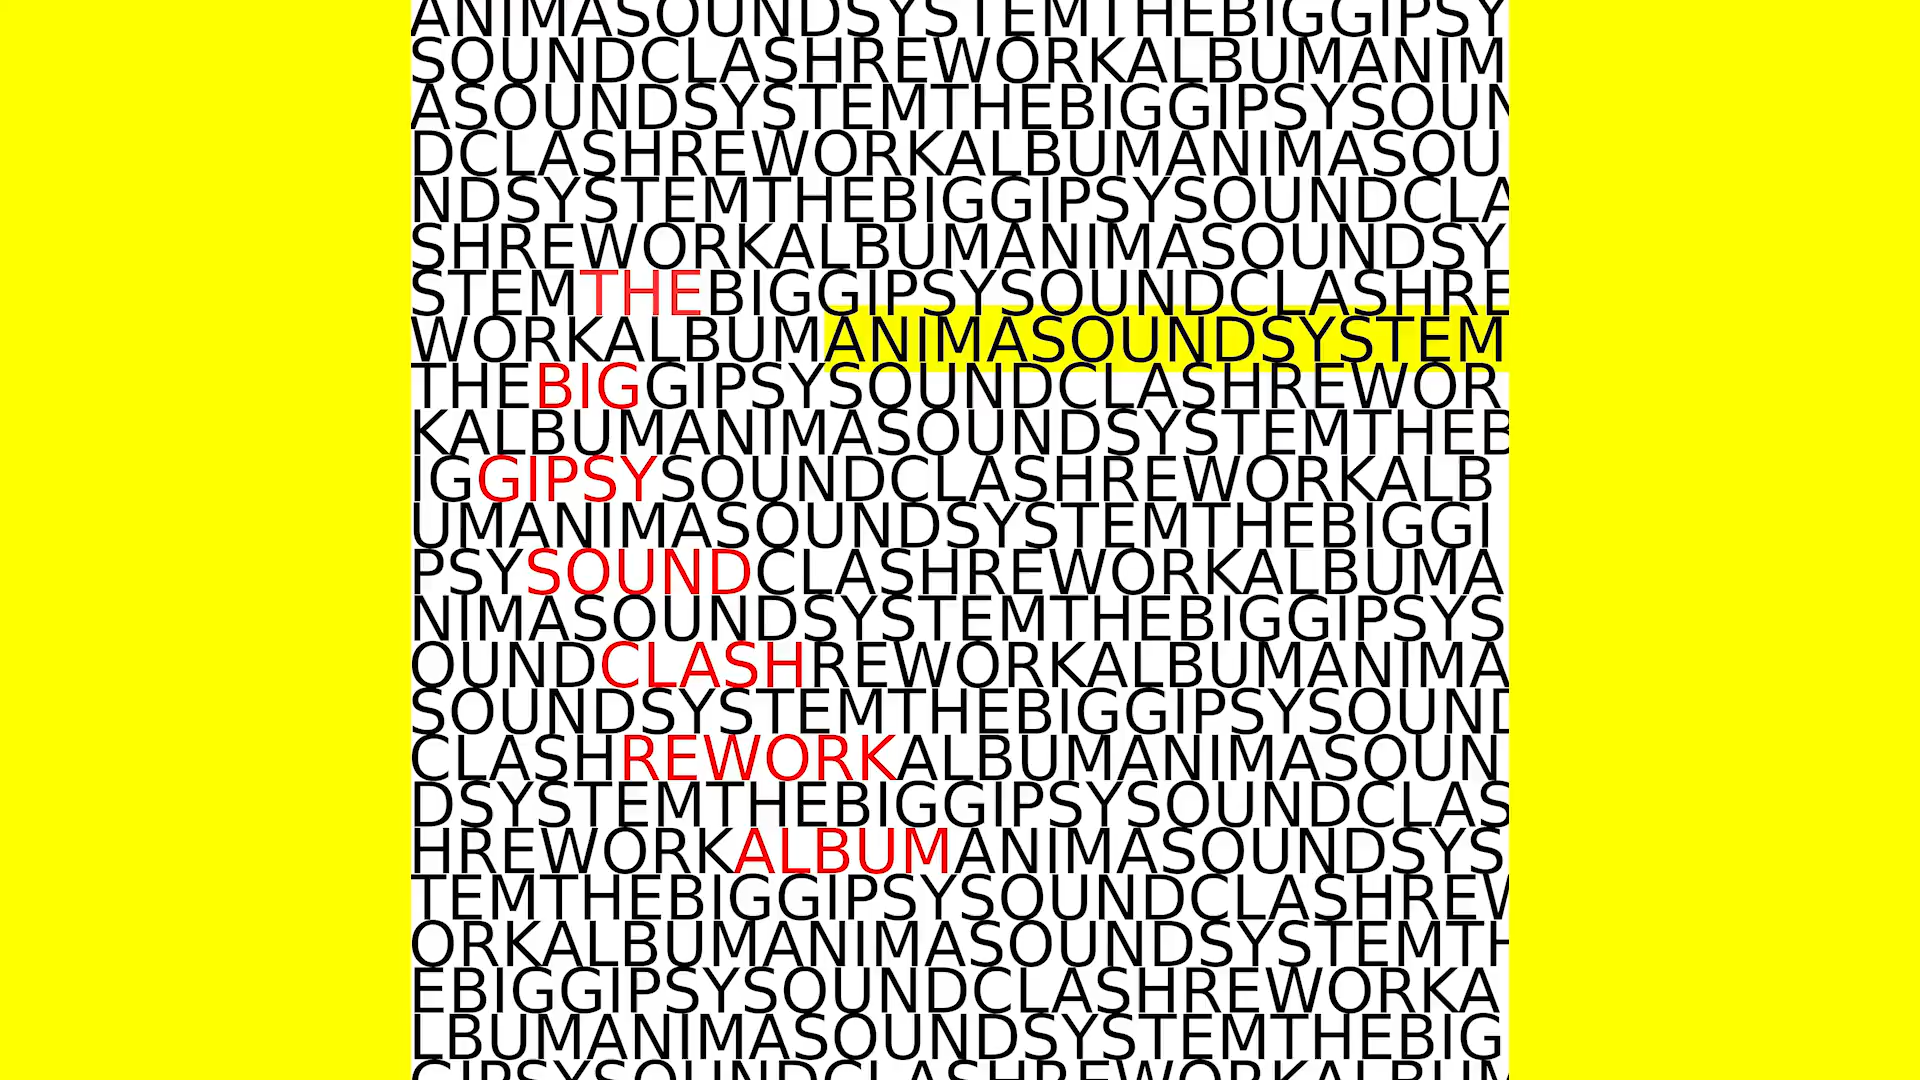 ANIMASOUNDSYSTEMTHEBIGGIPSY
SOUNDCLASHREWORKALBUMANIM
ASOUNDSYSTEMTHEBIGGIPSYSOUN
DCLASHREWORKALBUMANIMASOU
NDSYSTEMTHEBIGGIPSYSOUNDCLA
SHREWORKALBUMANIMASOUNDSY
STEMTHEBIGGIPSYSOUNDCLASHRE
WORKALBUMANIMASOUNDSYSTEM
THEBIGGIPSYSOUNDCLASHREWOR
KALBUMANIMASOUNDSYSTEMTHEB
IGGIPSYSOUNDCLASHREWORKALB
UMANIMASOUNDSYSTEMTHEBIGGI
PSYSOUNDCLASHREWORKALBUMA
NIMASOUNDSYSTEMTHEBIGGIPSYS
OUNDCLASHREWORKALBUMANIMA
SOUNDSYSTEMTHEBIGGIPSYSOUND
CLASHREWORKALBUMANIMASOUN
DSYSTEMTHEBIGGIPSYSOUNDCLAS
HREWORKALBUMANIMASOUNDSYS
TEMTHEBIGGIPSYSOUNDCLASHREW
ORKALBUMANIMASOUNDSYSTEMTH
EBIGGIPSYSOUNDCLASHREWORKA
LBUMANIMASOUNDSYSTEMTHEBIG
GIPSYSOUNDCLASHREWORKALBUM